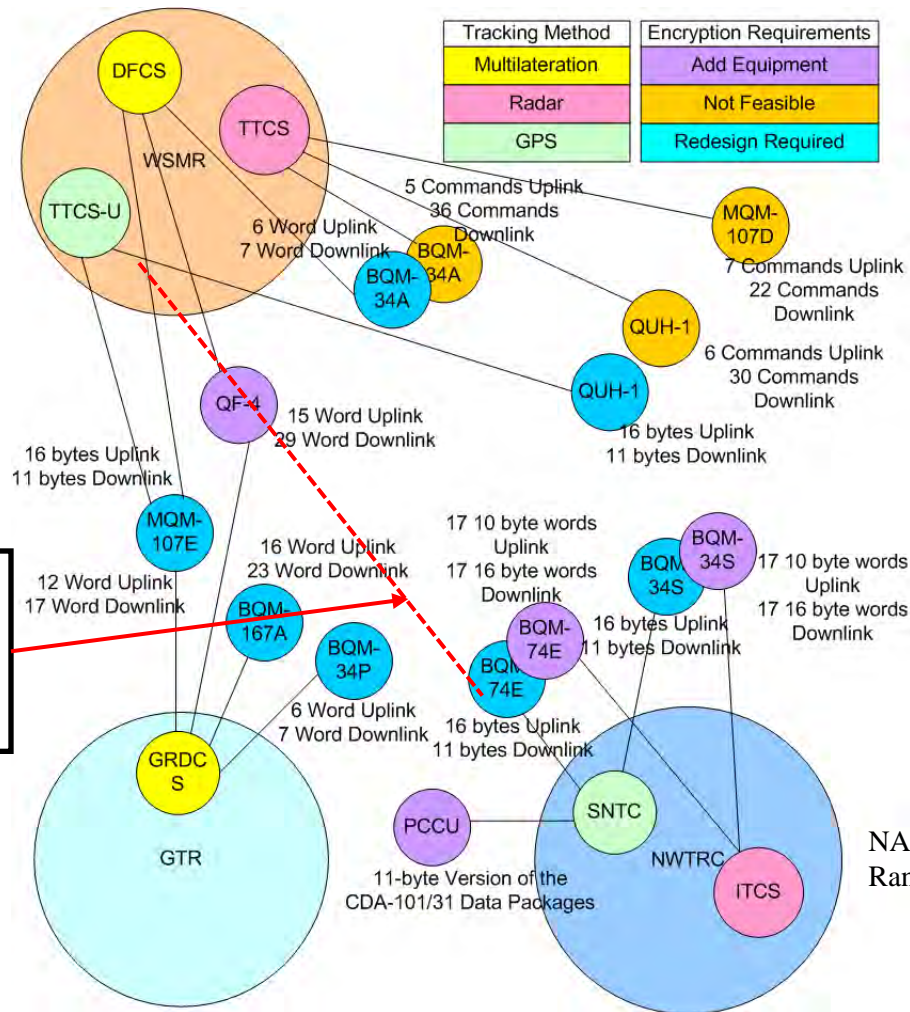 Tracking Method
Multilateration
Radar
GPS
Encryption Requirements
Add Equipment
Not Feasible
Redesign Required
DFCS
TTCS
WSMR
TTCS-U
5 Commands Uplink
36 Commands
Downlink
6 Word Uplink
7 Word Downlink
BQM-
34A
BQM-
34A
MQM-
107D
7 Commands Uplink
22 Commands
Downlink
QUH-1
6 Commands Uplink
30 Commands
Downlink
QUH-1
16 bytes Uplink
11 bytes Downlink
QF-4
15 Word Uplink
29 Word Downlink
16 bytes Uplink
11 bytes Downlink
MQM-
107E
12 Word Uplink
17 Word Downlink
16 Word Uplink
23 Word Downlink
BQM-
167A
BQM-
34P
6 Word Uplink
7 Word Downlink
17 10 byte words
Uplink
17 16 byte words
Downlink
BQM-
74E
BQM-
74E
16 bytes Uplink
11 bytes Downlink
BQM-
34S
BQM-
34S
16 bytes Uplink
11 bytes Downlink
17 10 byte words
Uplink
17 16 byte words
Downlink
GRDC
S
GTR
PCCU
11-byte Version of the
CDA-101/31 Data Packages
SNTC
NWTRC
ITCS
NA
Ran